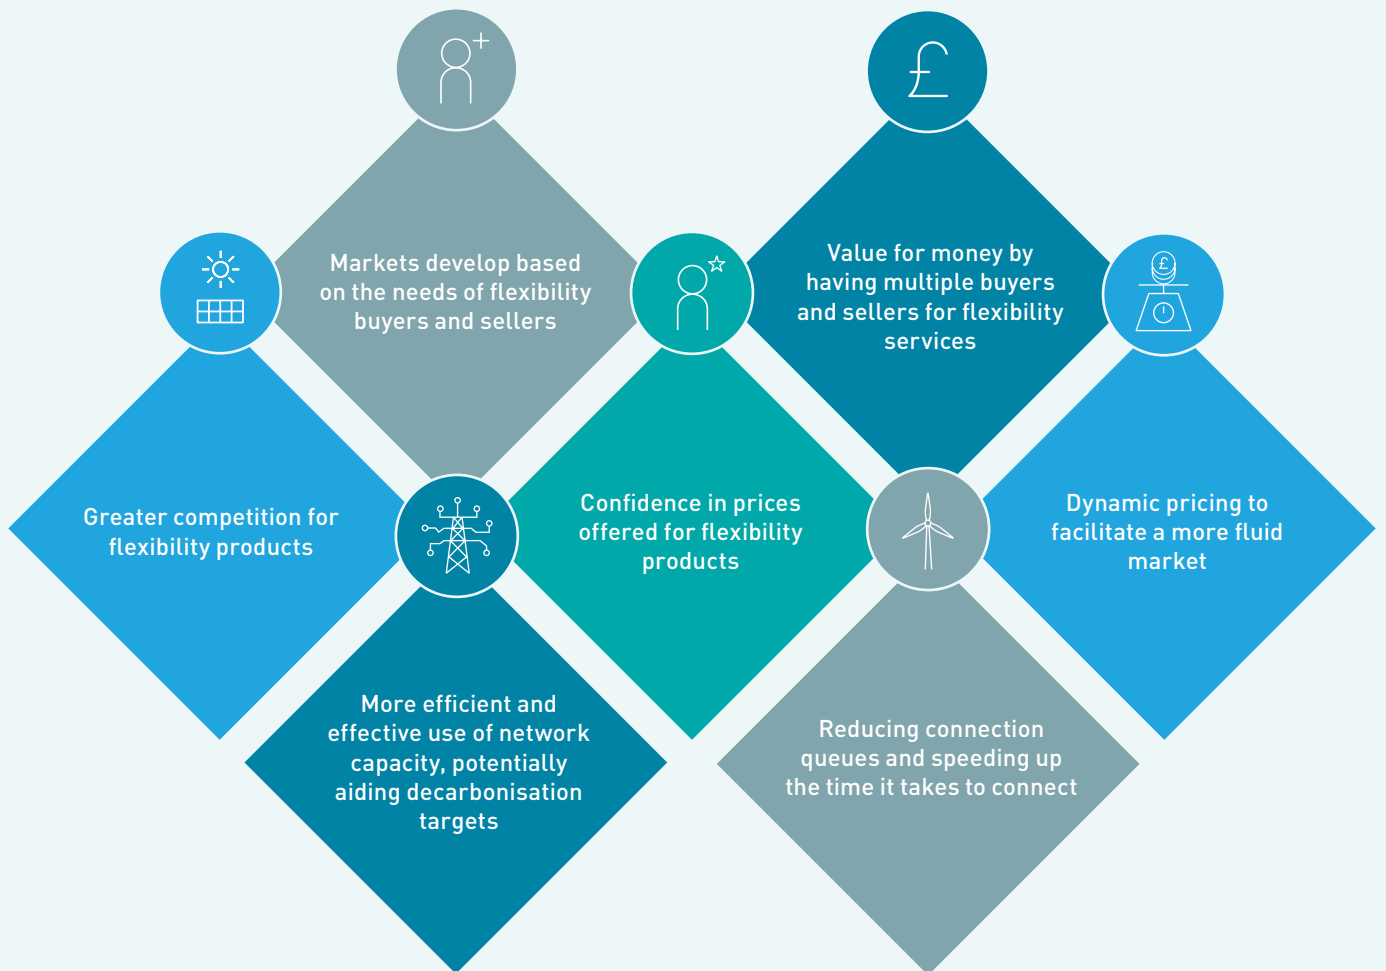 Markets develop based
on the needs of flexibility
buyers and sellers
£
Value for money by
having multiple buyers
and sellers for flexibility
services
£
Greater competition for
flexibility products
Confidence in prices
offered for flexibility
products
Dynamic pricing to
facilitate a more fluid
market
More efficient and
effective use of network
capacity, potentially
aiding decarbonisation
targets
Reducing connection
queues and speeding up
the time it takes to connect